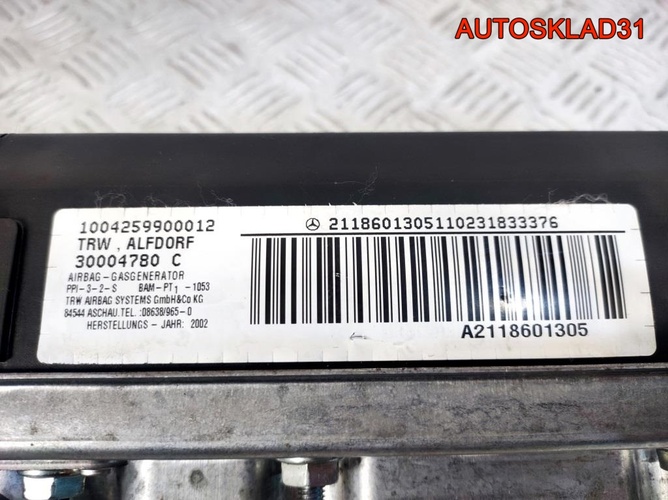 AUTOSKLAD31
1004259900012
TRW , ALFDORF
30004780 C
AIRBAG-GASGENERATOR
PPI-3-2-S BAM-PT1 -1053
TRW AIRBAG SYSTEMS GmbH&Co KG
84544 ASCHAU.TEL.:08638/965-0
HERSTELLUNGS - JAHR: 2002
2118601305110231833376
A2118601305